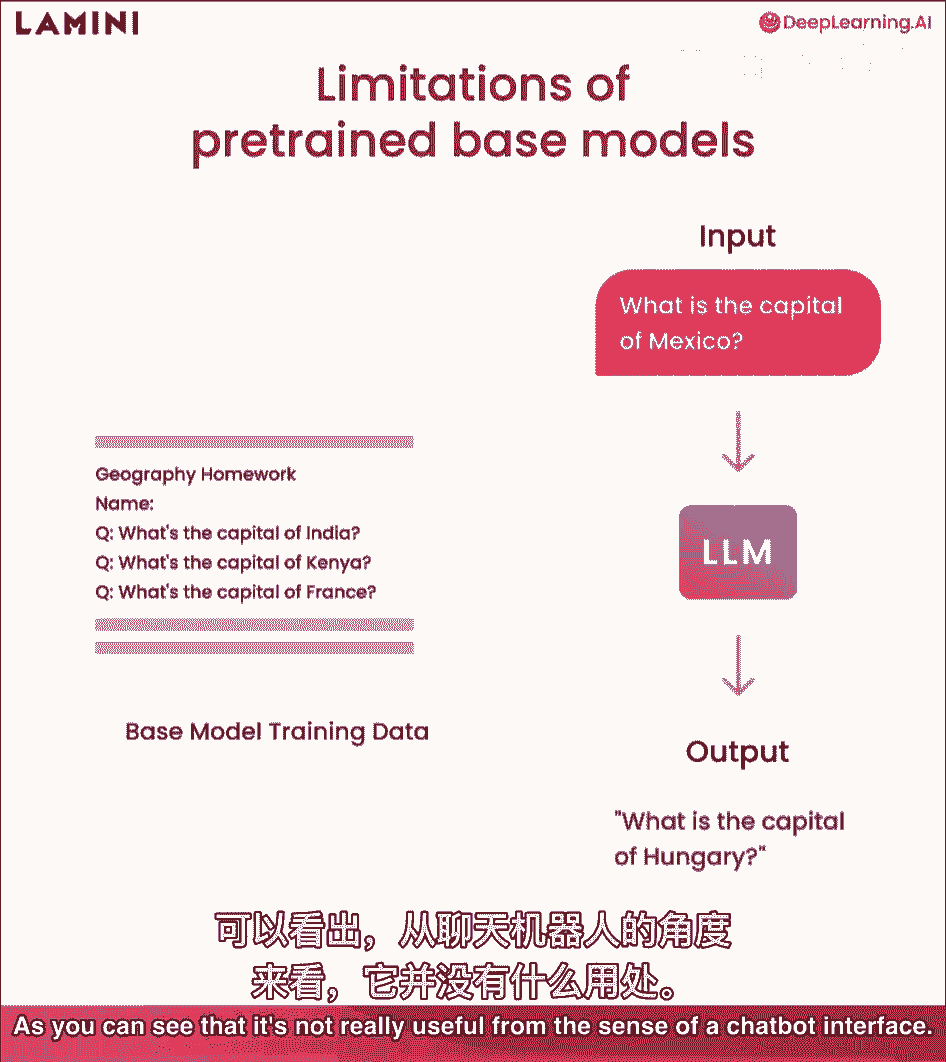 LAMINI
DeepLearning.AI
Limitations of
pretrained base models
Input
What is the capital
of Mexico?
Geography Homework
Name:
Q: What's the capital of India?
Q: What's the capital of Kenya?
Q: What's the capital of France?
Base Model Training Data
LLM
Output
"What is the capital
of Hungary?"
可以看出，从聊天机器人的角度
来看，它并没有什么用处。
As you can see that it's not really useful from the sense of a chatbot interface.